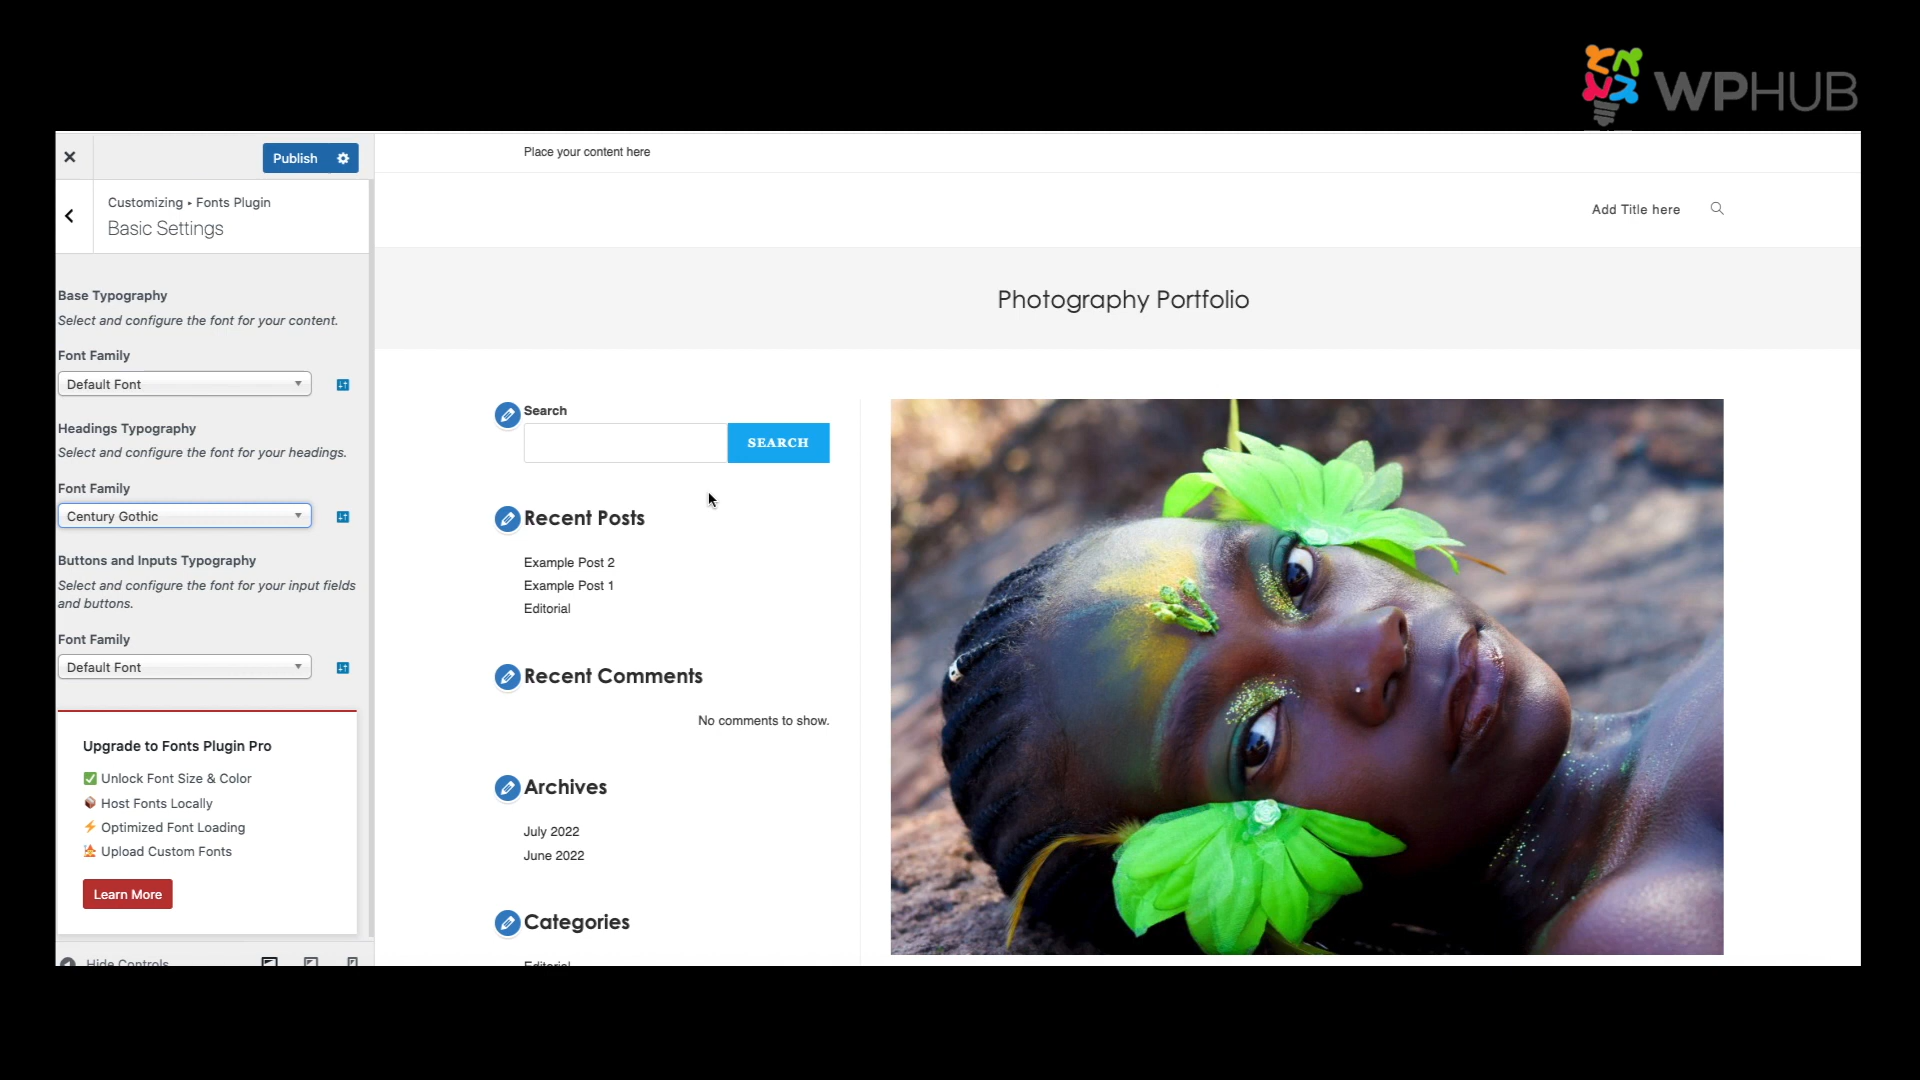 WPHUB
Publish
Customizing ▸ Fonts Plugin
Basic Settings
Base Typography
Select and configure the font for your content.
Font Family
Default Font
Headings Typography
Select and configure the font for your headings.
Font Family
Century Gothic
Buttons and Inputs Typography
Select and configure the font for your input fields
and buttons.
Font Family
Default Font
Upgrade to Fonts Plugin Pro
✅ Unlock Font Size & Color
Host Fonts Locally
⚡ Optimized Font Loading
Upload Custom Fonts
Learn More
Hide Controls
Place your content here
Add Title here
Photography Portfolio
Search
SEARCH
Recent Posts
Example Post 2
Example Post 1
Editorial
Recent Comments
No comments to show.
Archives
July 2022
June 2022
Categories
Editorial